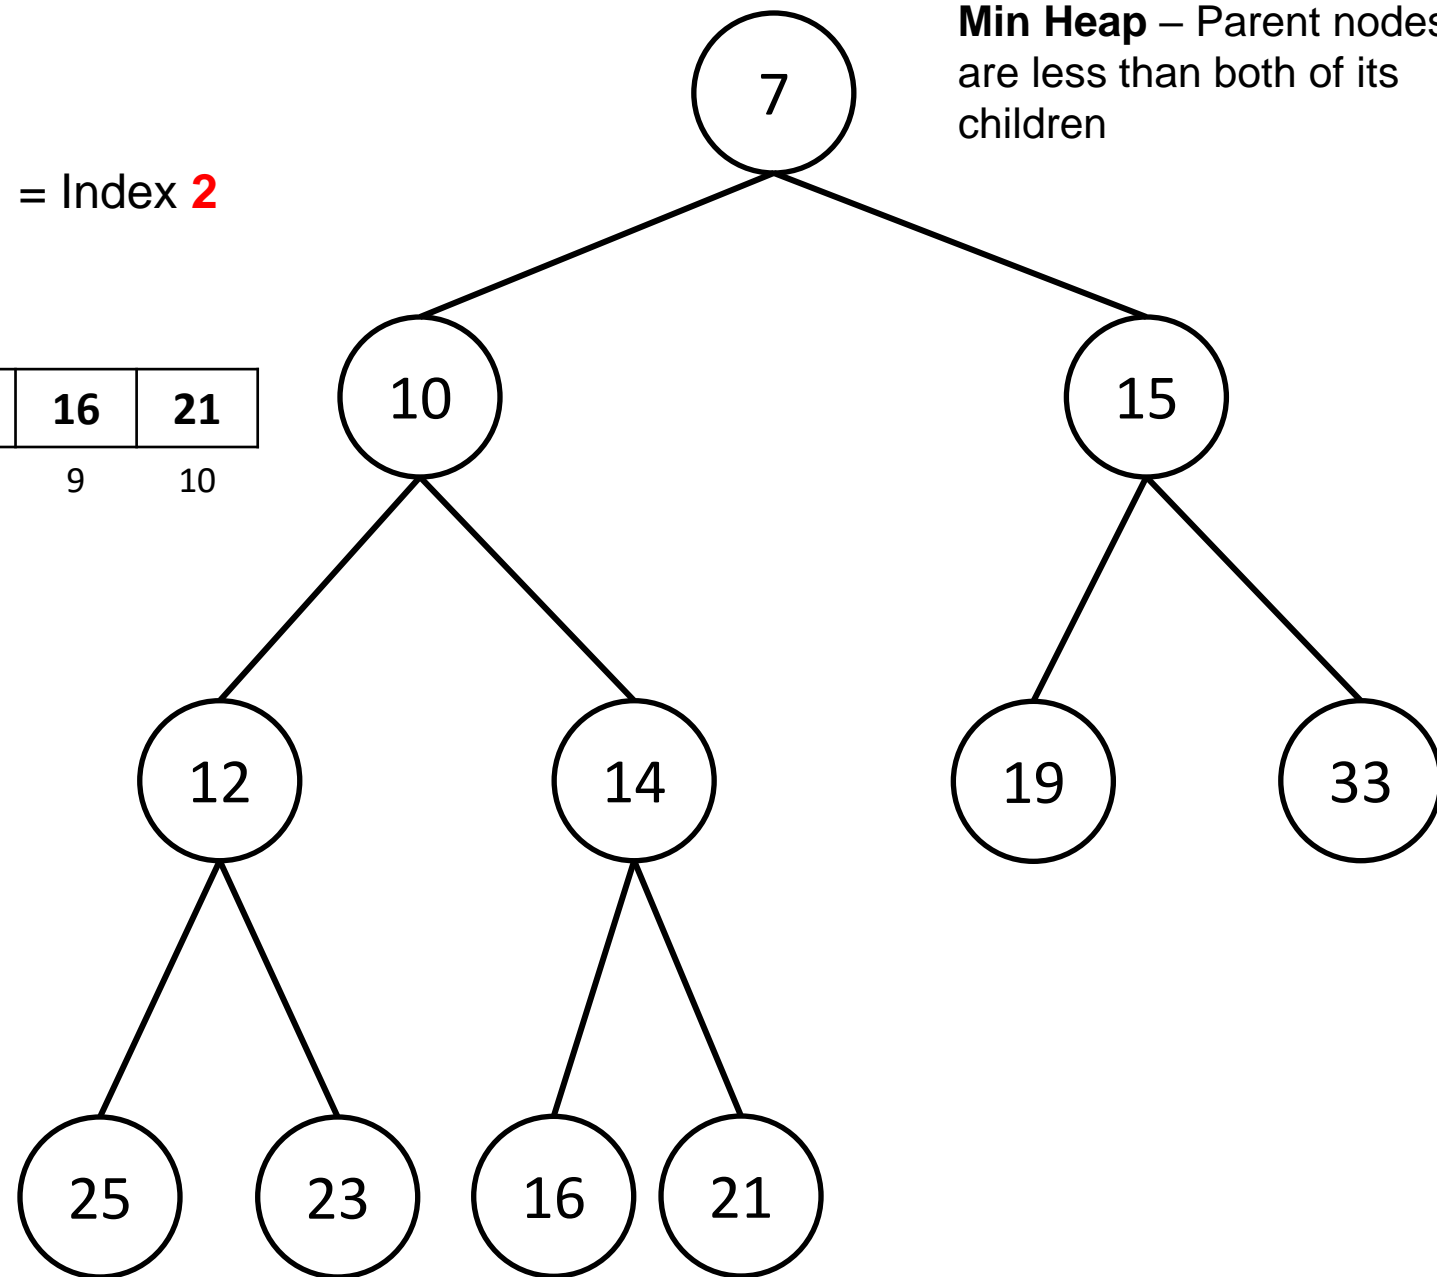 Min Heap – Parent nodes
are less than both of its
children
7
= Index 2
16 21
9 10
10 15
12 14 19 33
25 23 16 21